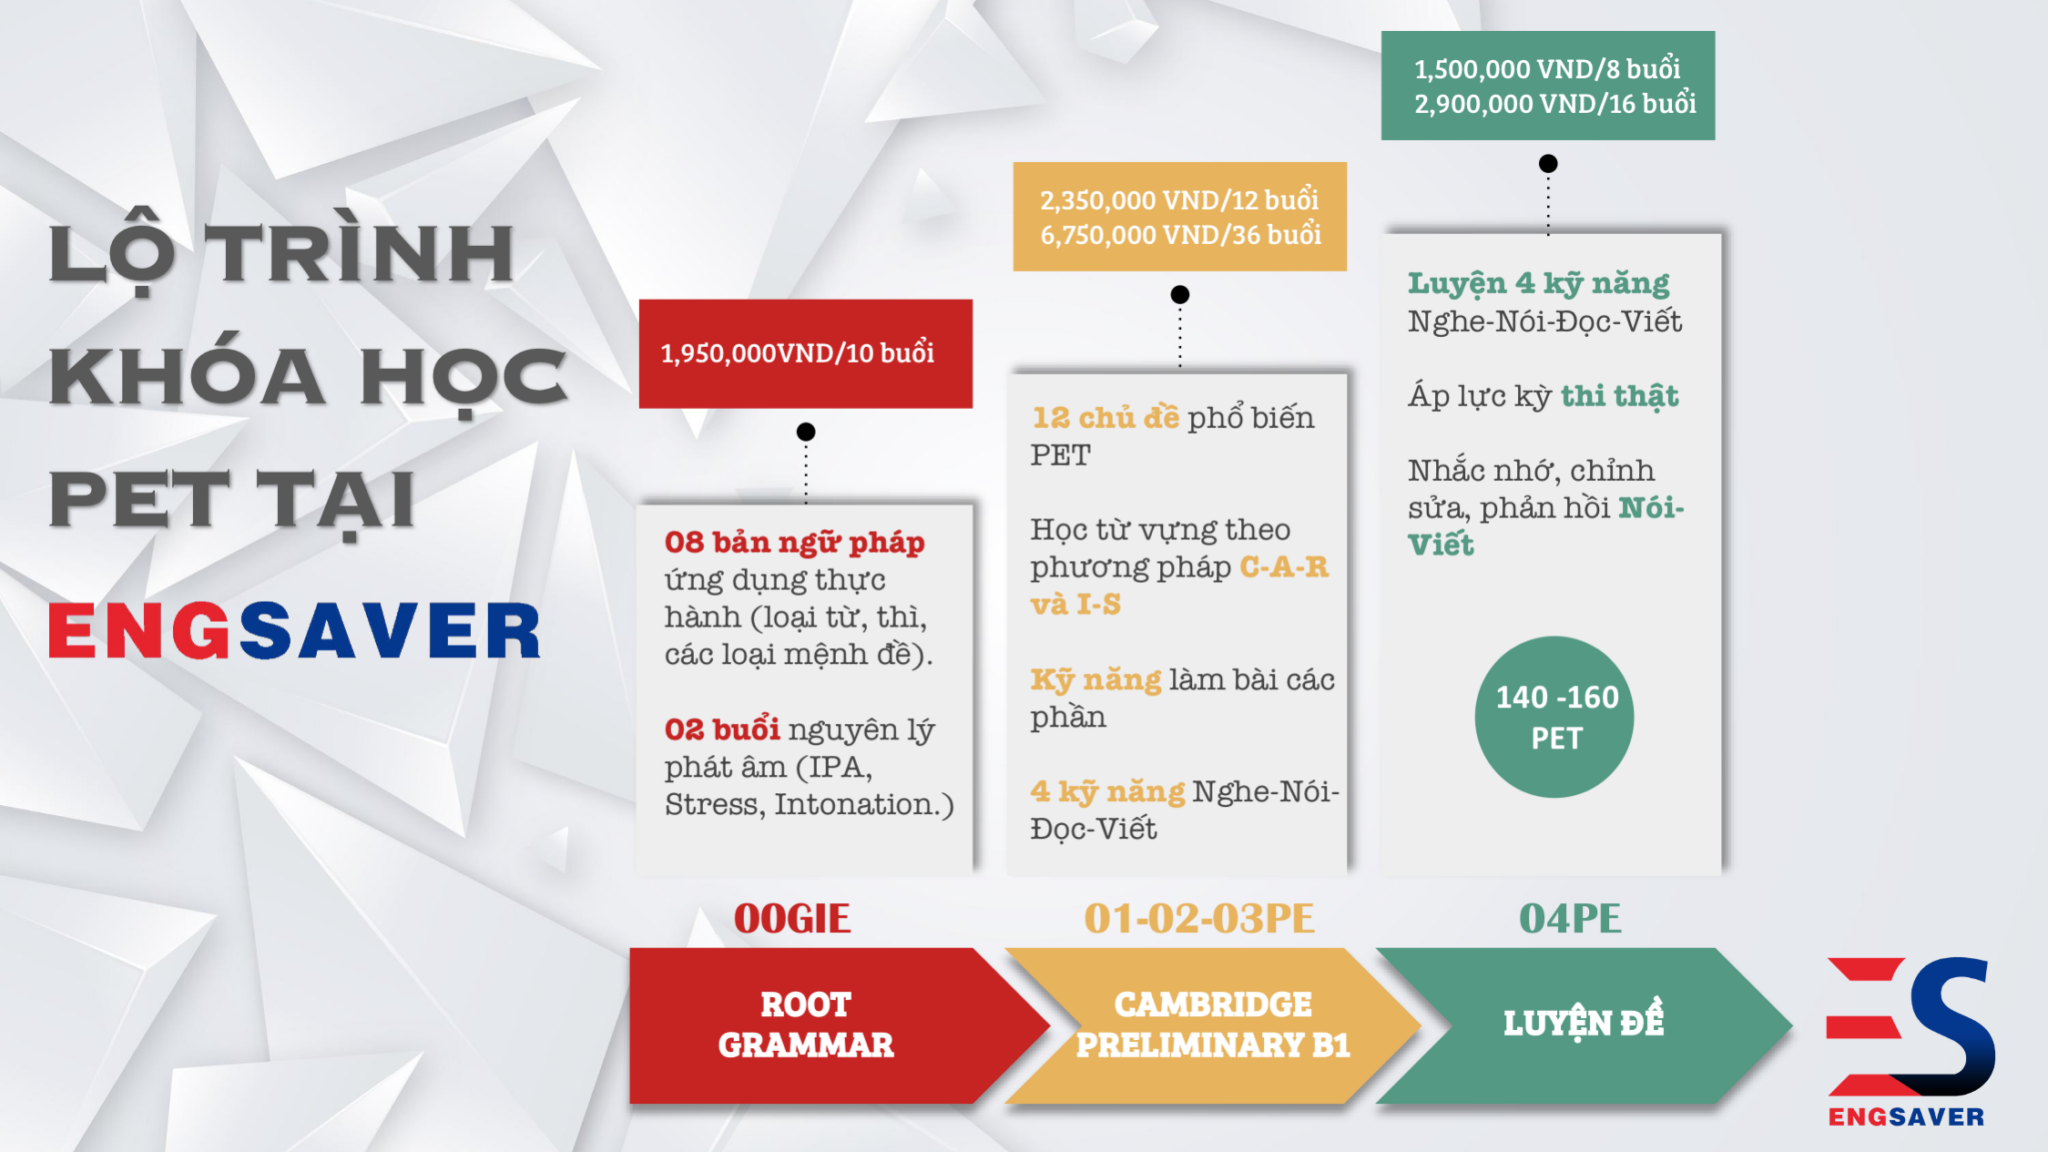 LỘ TRÌNH
KHÓA HỌC
PET TẠI
ENGSAVER
1,950,000VND/10 buổi
08 bản ngữ pháp
ứng dụng thực
hành (loại từ, thì,
các loại mệnh đề).
02 buổi nguyên lý
phát âm (IPA,
Stress, Intonation.)
00GIE
ROOT
GRAMMAR
2,350,000 VND/12 buổi
6,750,000 VND/36 buổi
12 chủ đề phổ biến
PET
Học từ vựng theo
phương pháp C-A-R
và I-S
Kỹ năng làm bài các
phần
4 kỹ năng Nghe-Nói-
Đọc-Viết
01-02-03PE
CAMBRIDGE
PRELIMINARY B1
1,500,000 VND/8 buổi
2,900,000 VND/16 buổi
Luyện 4 kỹ năng
Nghe-Nói-Đọc-Viết
Áp lực kỳ thi thật
Nhắc nhớ, chỉnh
sửa, phản hồi Nói-
Viết
140 -160
PET
04PE
LUYỆN ĐỀ
ES
ENGSAVER